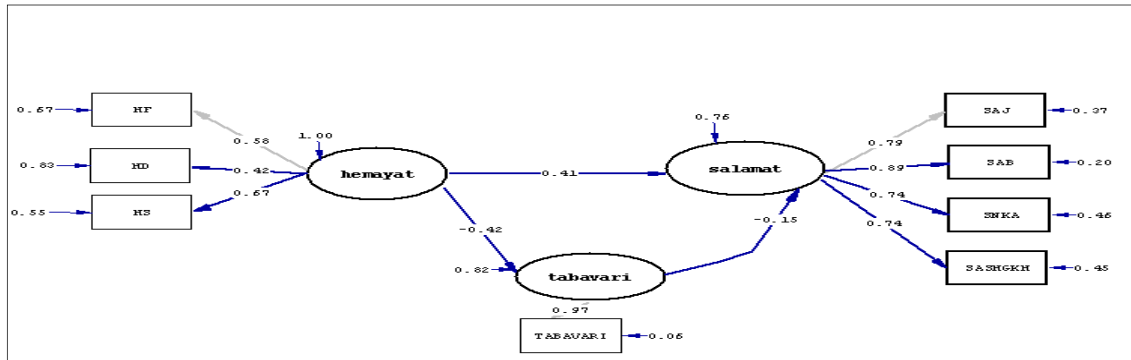 0.67
HF
0.58
0.83
HD
0.42
0.55
HS
0.67
1.00
hemayat
0.41
-0.42
0.82
tabavari
0.97
TABAVARI
0.06
-0.15
0.76
salamat
0.79
SAJ
0.37
0.89
SAB
0.20
0.74
SNKA
0.46
0.74
SASHGKH
0.45